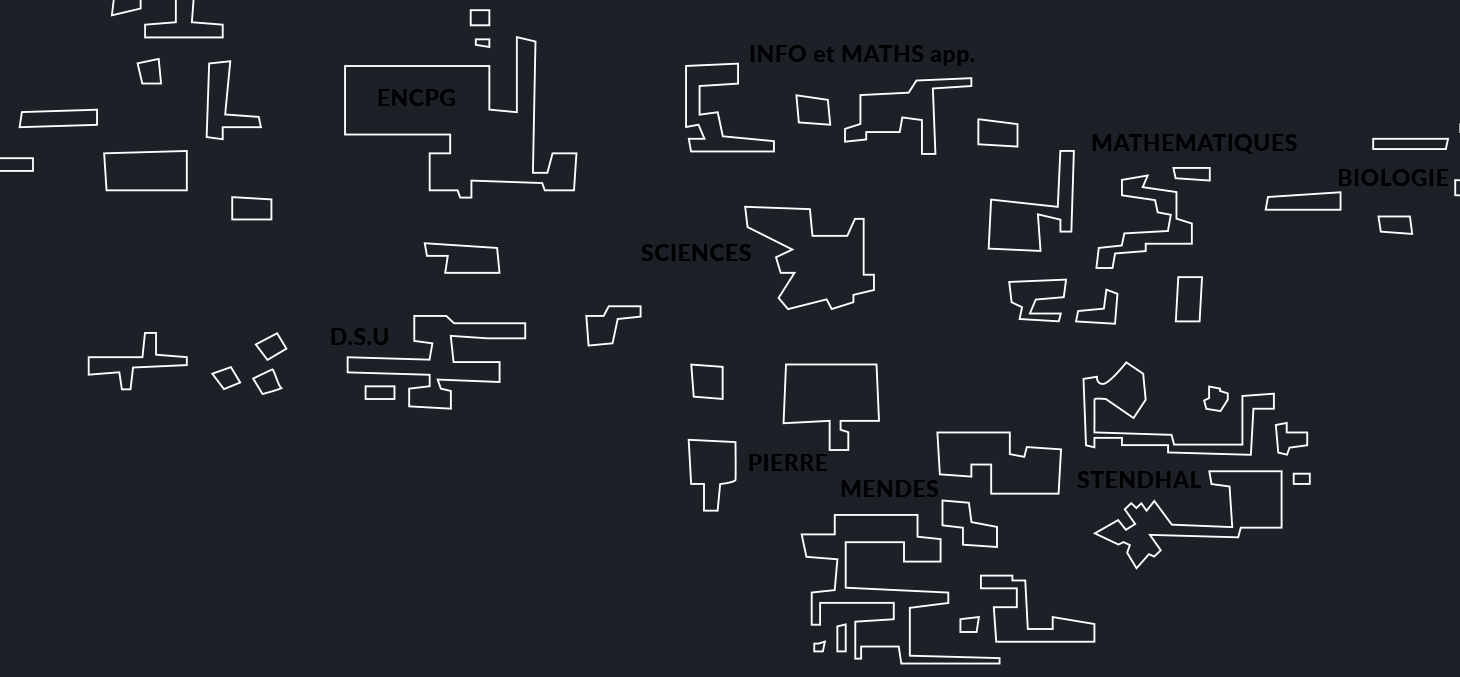 INFO et MATHS app.
ENCPG
MATHEMATIQUES
BIOLOGIE
SCIENCES
D.S.U
PIERRE
MENDES
STENDHAL